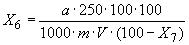 X₆ = a · 250 · 100 · 100 / 1000 · m · V · (100 − X₇)